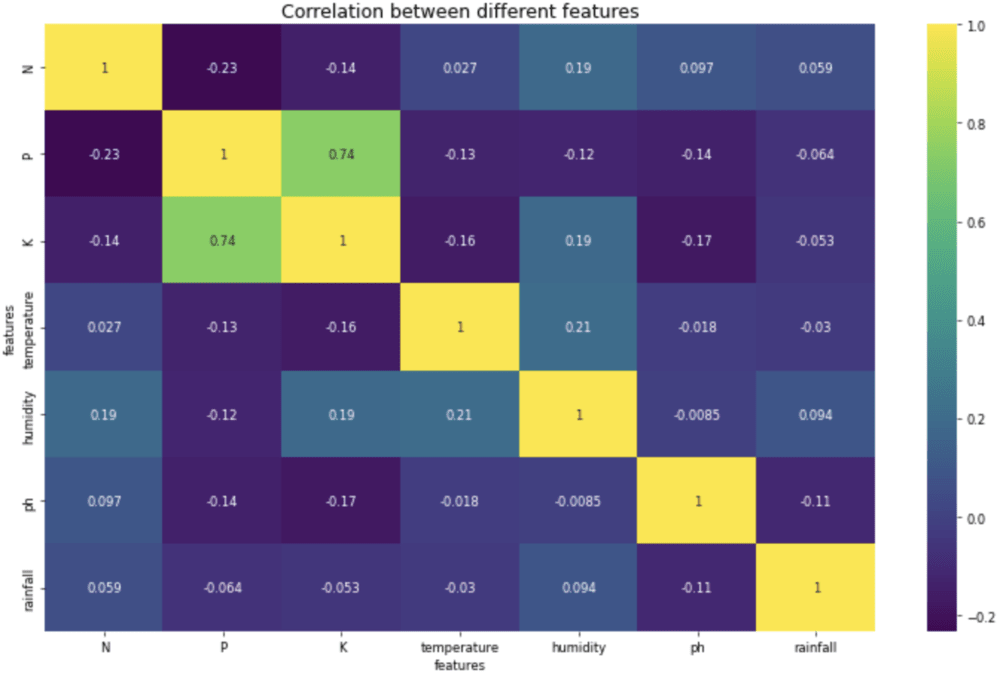 Correlation between different features
N 1 -0.23 -0.14 0.027 0.19 0.097 0.059
P -0.23 1 0.74 -0.13 -0.12 -0.14 -0.064
K -0.14 0.74 1 -0.16 0.19 -0.17 -0.053
features
temperature 0.027 -0.13 -0.16 1 0.21 -0.018 -0.03
humidity 0.19 -0.12 0.19 0.21 1 -0.0085 0.094
ph 0.097 -0.14 -0.17 -0.018 -0.0085 1 -0.11
rainfall 0.059 -0.064 -0.053 -0.03 0.094 -0.11 1
N P K temperature humidity ph rainfall
features
1.0
0.8
0.6
0.4
0.2
0.0
-0.2